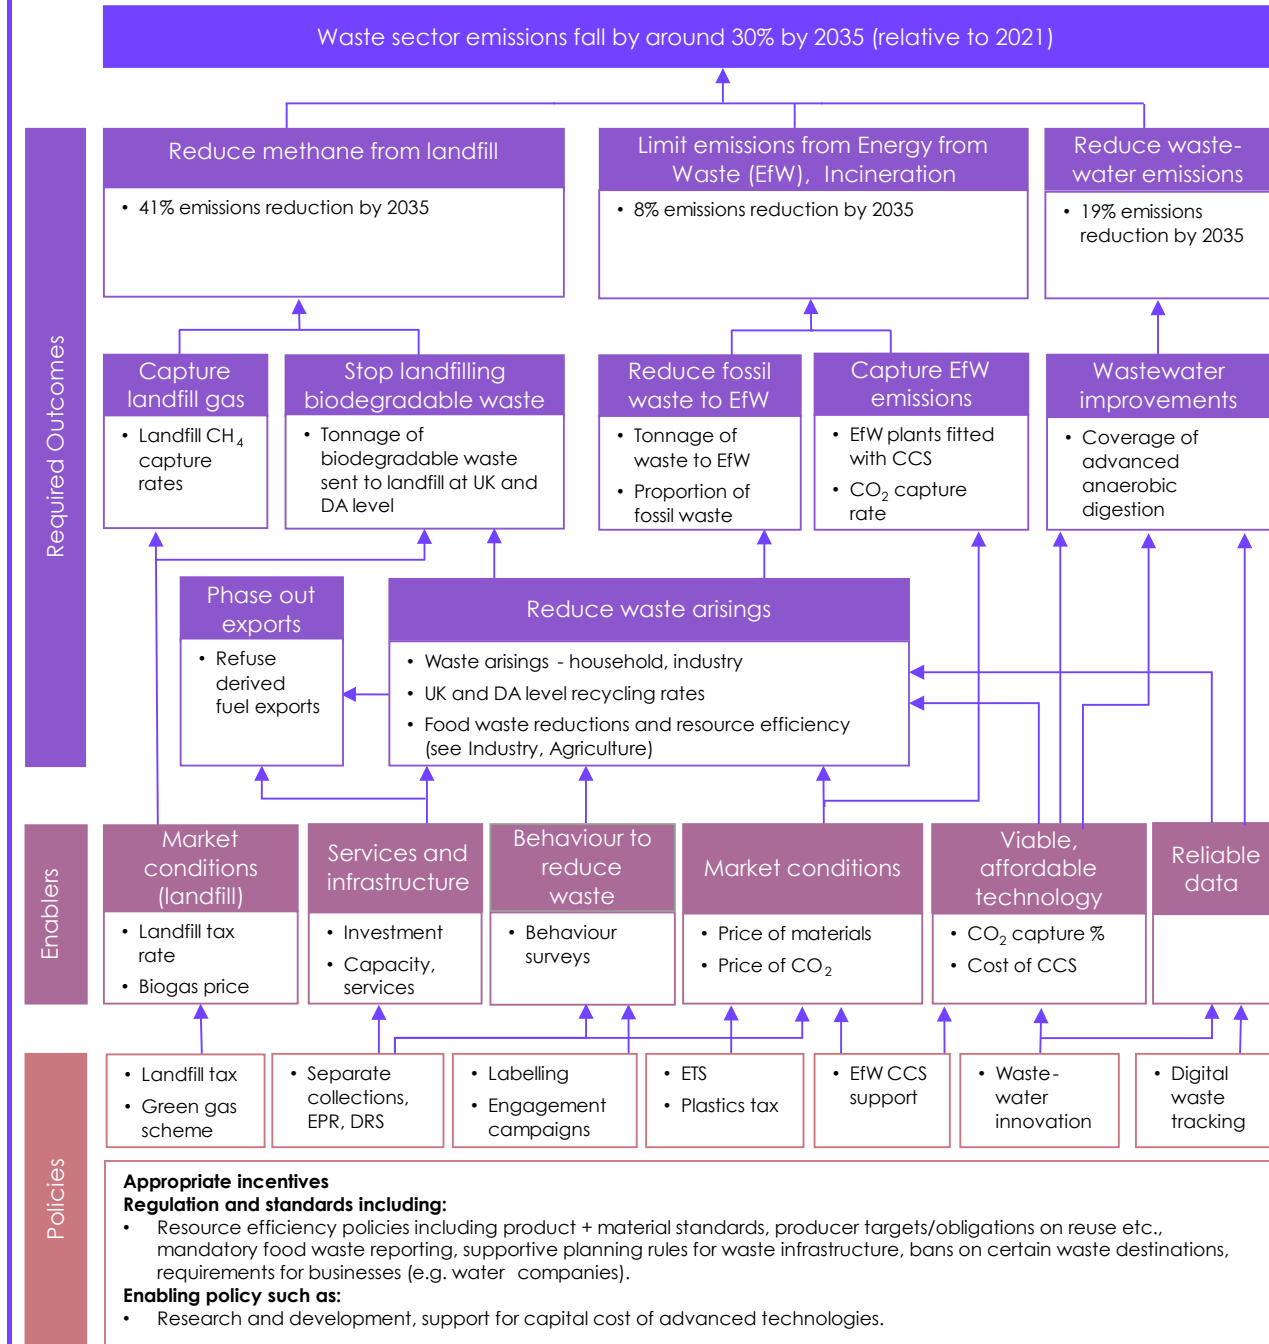 Waste sector emissions fall by around 30% by 2035 (relative to 2021)
Required Outcomes
Reduce methane from landfill
• 41% emissions reduction by 2035
Limit emissions from Energy from
Waste (EfW), Incineration
• 8% emissions reduction by 2035
Reduce waste-
water emissions
• 19% emissions
reduction by 2035
Capture
landfill gas
• Landfill CH4
capture
rates
Stop landfilling
biodegradable waste
• Tonnage of
biodegradable waste
sent to landfill at UK and
DA level
Reduce fossil
waste to EfW
• Tonnage of
waste to EfW
• Proportion of
fossil waste
Capture EfW
emissions
• EfW plants fitted
with CCS
• CO2 capture
rate
Wastewater
improvements
• Coverage of
advanced
anaerobic
digestion
Phase out
exports
• Refuse
derived
fuel exports
Reduce waste arisings
• Waste arisings - household, industry
• UK and DA level recycling rates
• Food waste reductions and resource efficiency
(see Industry, Agriculture)
Enablers
Market
conditions
(landfill)
• Landfill tax
rate
• Biogas price
Services and
infrastructure
• Investment
• Capacity,
services
Behaviour to
reduce
waste
• Behaviour
surveys
Market conditions
• Price of materials
• Price of CO2
Viable,
affordable
technology
• CO2 capture %
• Cost of CCS
Reliable
data
Policies
• Landfill tax
• Green gas
scheme
• Separate
collections,
EPR, DRS
• Labelling
• Engagement
campaigns
• ETS
• Plastics tax
• EfW CCS
support
• Waste-
water
innovation
• Digital
waste
tracking
Appropriate incentives
Regulation and standards including:
• Resource efficiency policies including product + material standards, producer targets/obligations on reuse etc.,
mandatory food waste reporting, supportive planning rules for waste infrastructure, bans on certain waste destinations,
requirements for businesses (e.g. water companies).
Enabling policy such as:
• Research and development, support for capital cost of advanced technologies.